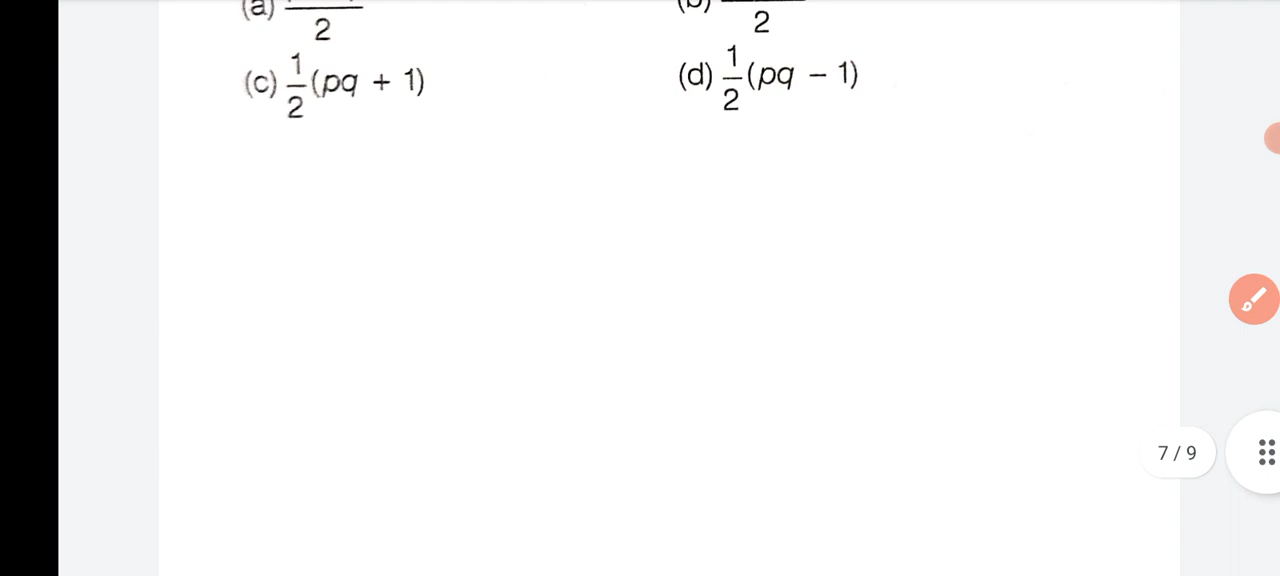 (a) 2 (b) 2
(c) 1/2 (pq + 1) (d) 1/2 (pq − 1)
7 / 9